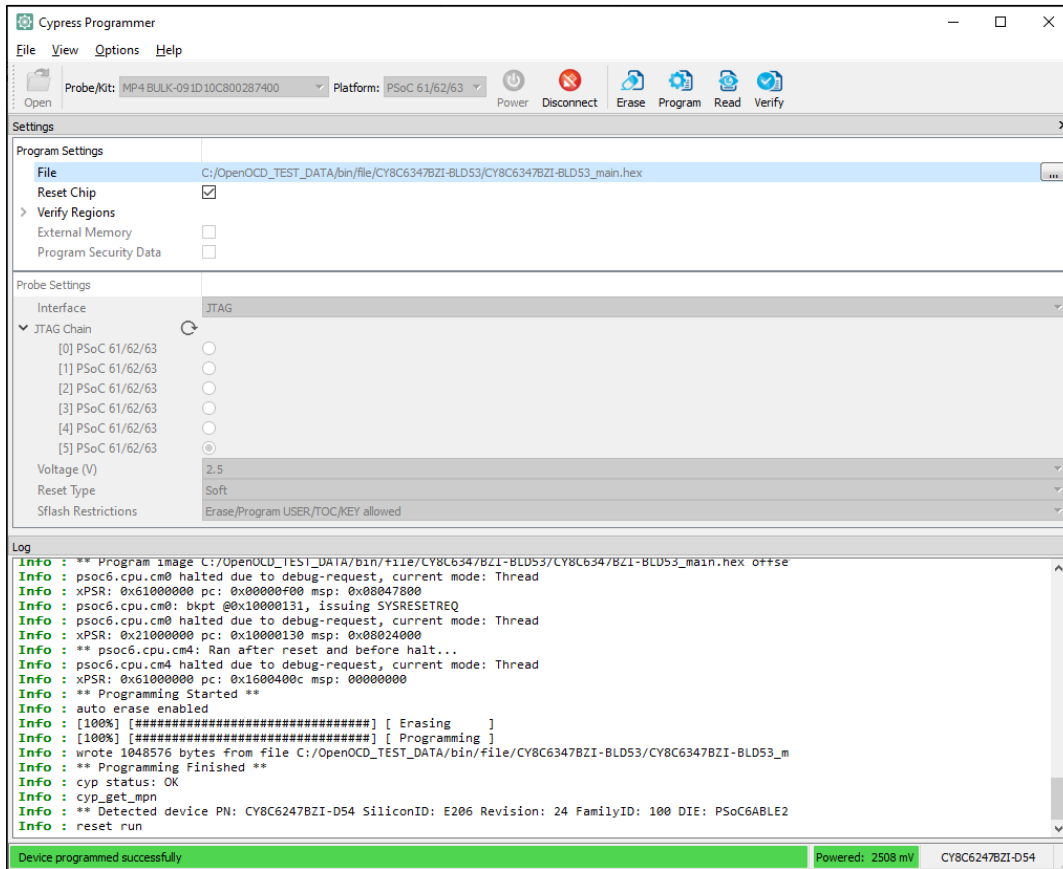 Cypress Programmer
File View Options Help
Open Probe/Kit: MP4 BULK-091D10C800287400 Platform: PSoC 61/62/63 Power Disconnect Erase Program Read Verify
Settings
Program Settings
File C:/OpenOCD_TEST_DATA/bin/file/CY8C6347BZI-BLD53/CY8C6347BZI-BLD53_main.hex ...
Reset Chip
Verify Regions
External Memory
Program Security Data
Probe Settings
Interface JTAG
JTAG Chain
[0] PSoC 61/62/63
[1] PSoC 61/62/63
[2] PSoC 61/62/63
[3] PSoC 61/62/63
[4] PSoC 61/62/63
[5] PSoC 61/62/63
Voltage (V) 2.5
Reset Type Soft
Sflash Restrictions Erase/Program USER/TOC/KEY allowed
Log
Info : ** Program image C:/OpenOCD_TEST_DATA/bin/file/CY8C6347BZI-BLD53/CY8C6347BZI-BLD53_main.hex offse
Info : psoc6.cpu.cm0 halted due to debug-request, current mode: Thread
Info : xPSR: 0x61000000 pc: 0x00000f00 msp: 0x08047800
Info : psoc6.cpu.cm0: bkpt @0x10000131, issuing SYSRESETREQ
Info : psoc6.cpu.cm0 halted due to debug-request, current mode: Thread
Info : xPSR: 0x21000000 pc: 0x10000130 msp: 0x08024000
Info : ** psoc6.cpu.cm4: Ran after reset and before halt...
Info : psoc6.cpu.cm4 halted due to debug-request, current mode: Thread
Info : xPSR: 0x61000000 pc: 0x1600400c msp: 00000000
Info : ** Programming Started **
Info : auto erase enabled
Info : [100%] [################################] [ Erasing     ]
Info : [100%] [################################] [ Programming ]
Info : wrote 1048576 bytes from file C:/OpenOCD_TEST_DATA/bin/file/CY8C6347BZI-BLD53/CY8C6347BZI-BLD53_m
Info : ** Programming Finished **
Info : cyp status: OK
Info : cyp_get_mpn
Info : ** Detected device PN: CY8C6247BZI-D54 SiliconID: E206 Revision: 24 FamilyID: 100 DIE: PSoC6ABLE2
Info : reset run
Device programmed successfully Powered: 2508 mV CY8C6247BZI-D54